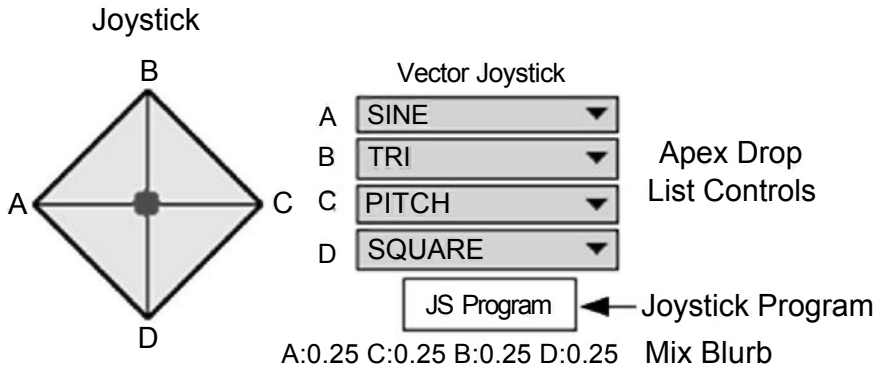 Joystick
B
A
C
D
Vector Joystick
A SINE
B TRI
C PITCH
D SQUARE
Apex Drop
List Controls
JS Program
Joystick Program
A:0.25 C:0.25 B:0.25 D:0.25 Mix Blurb